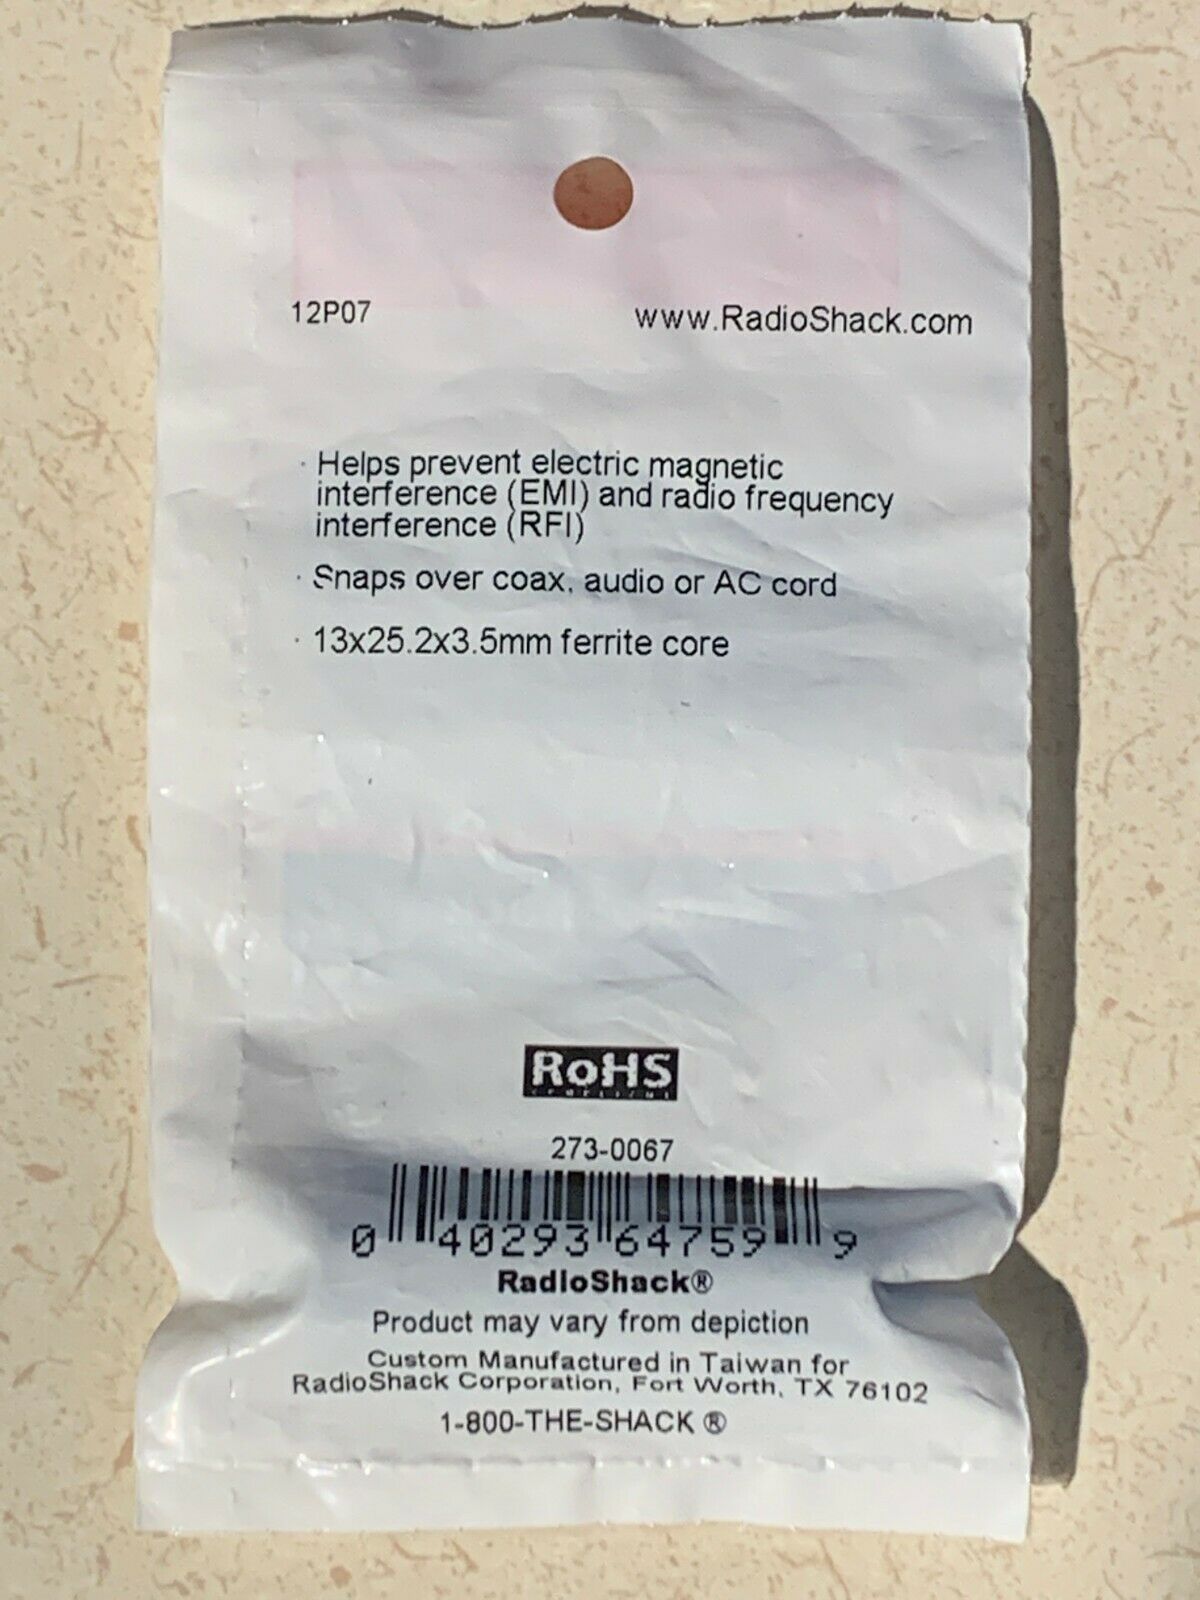 12P07
www.RadioShack.com
· Helps prevent electric magnetic
interference (EMI) and radio frequency
interference (RFI)
· Snaps over coax, audio or AC cord
· 13x25.2x3.5mm ferrite core
RoHS
273-0067
0 40293 64759 9
RadioShack®
Product may vary from depiction
Custom Manufactured in Taiwan for
RadioShack Corporation, Fort Worth, TX 76102
1-800-THE-SHACK ®